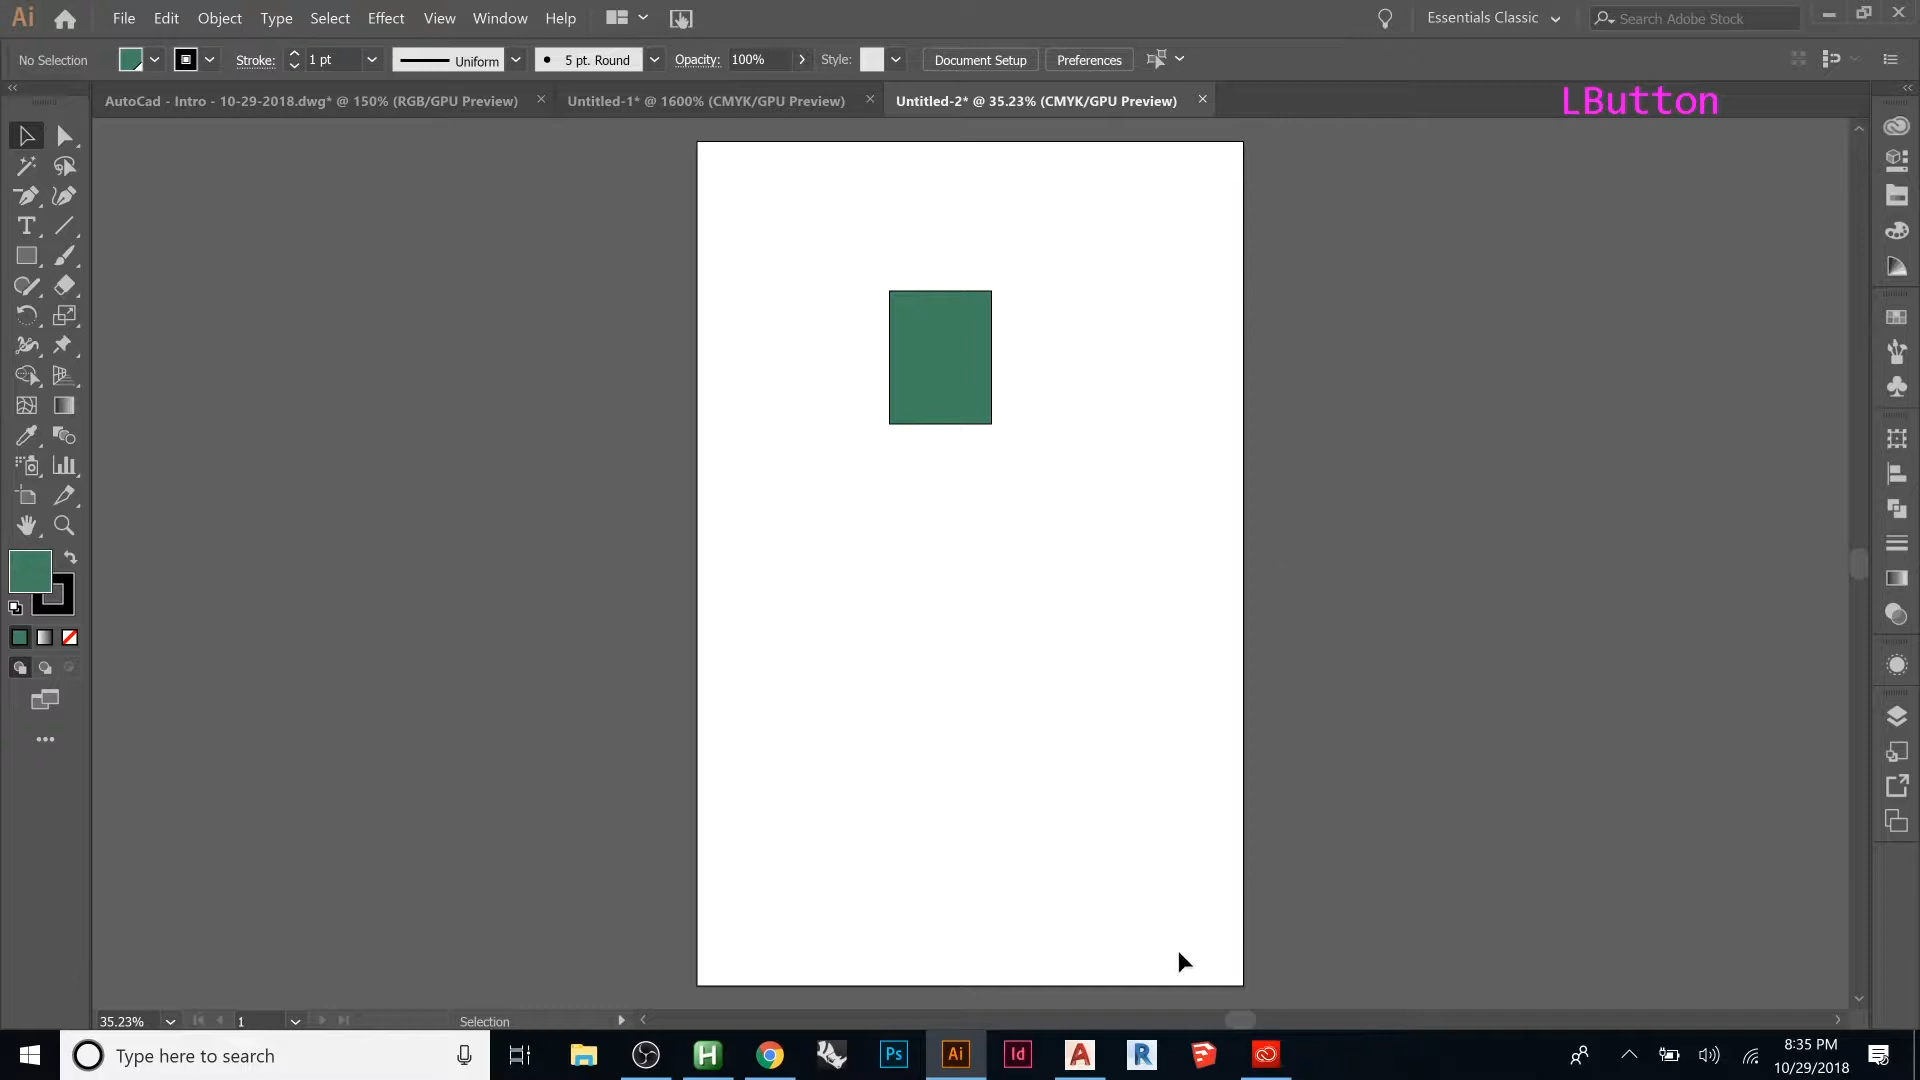 Ai File Edit Object Type Select Effect View Window Help Essentials Classic Search Adobe Stock
No Selection Stroke: 1 pt Uniform 5 pt. Round Opacity: 100% Style: Document Setup Preferences
AutoCad - Intro - 10-29-2018.dwg* @ 150% (RGB/GPU Preview) Untitled-1* @ 1600% (CMYK/GPU Preview) Untitled-2* @ 35.23% (CMYK/GPU Preview) LButton
35.23% 1 Selection
Type here to search H Ps Ai Id A R 8:35 PM
10/29/2018